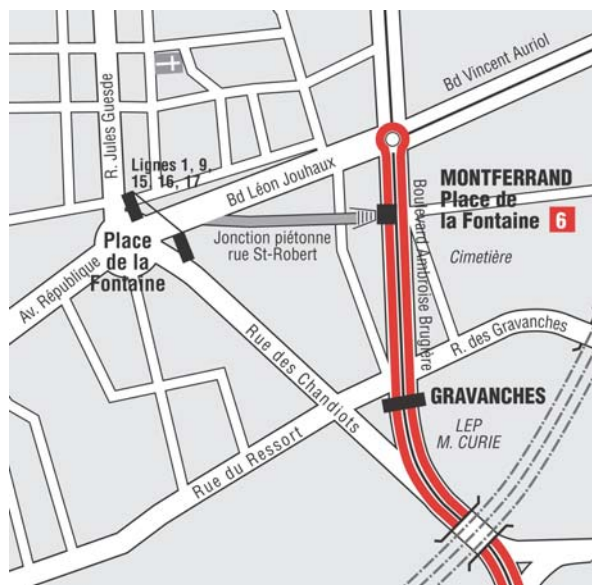 Bd Vincent Auriol
R. Jules Guesde
Lignes 1, 9,
15, 16, 17
Bd Léon Jouhaux
MONTFERRAND
Place de
la Fontaine 6
Boulevard Ambroise Brugière
Jonction piétonne
rue St-Robert
Place
de la
Fontaine
Cimetière
Av. République
R. des Gravanches
Rue des Chandiots
GRAVANCHES
LEP
M. CURIE
Rue du Ressort